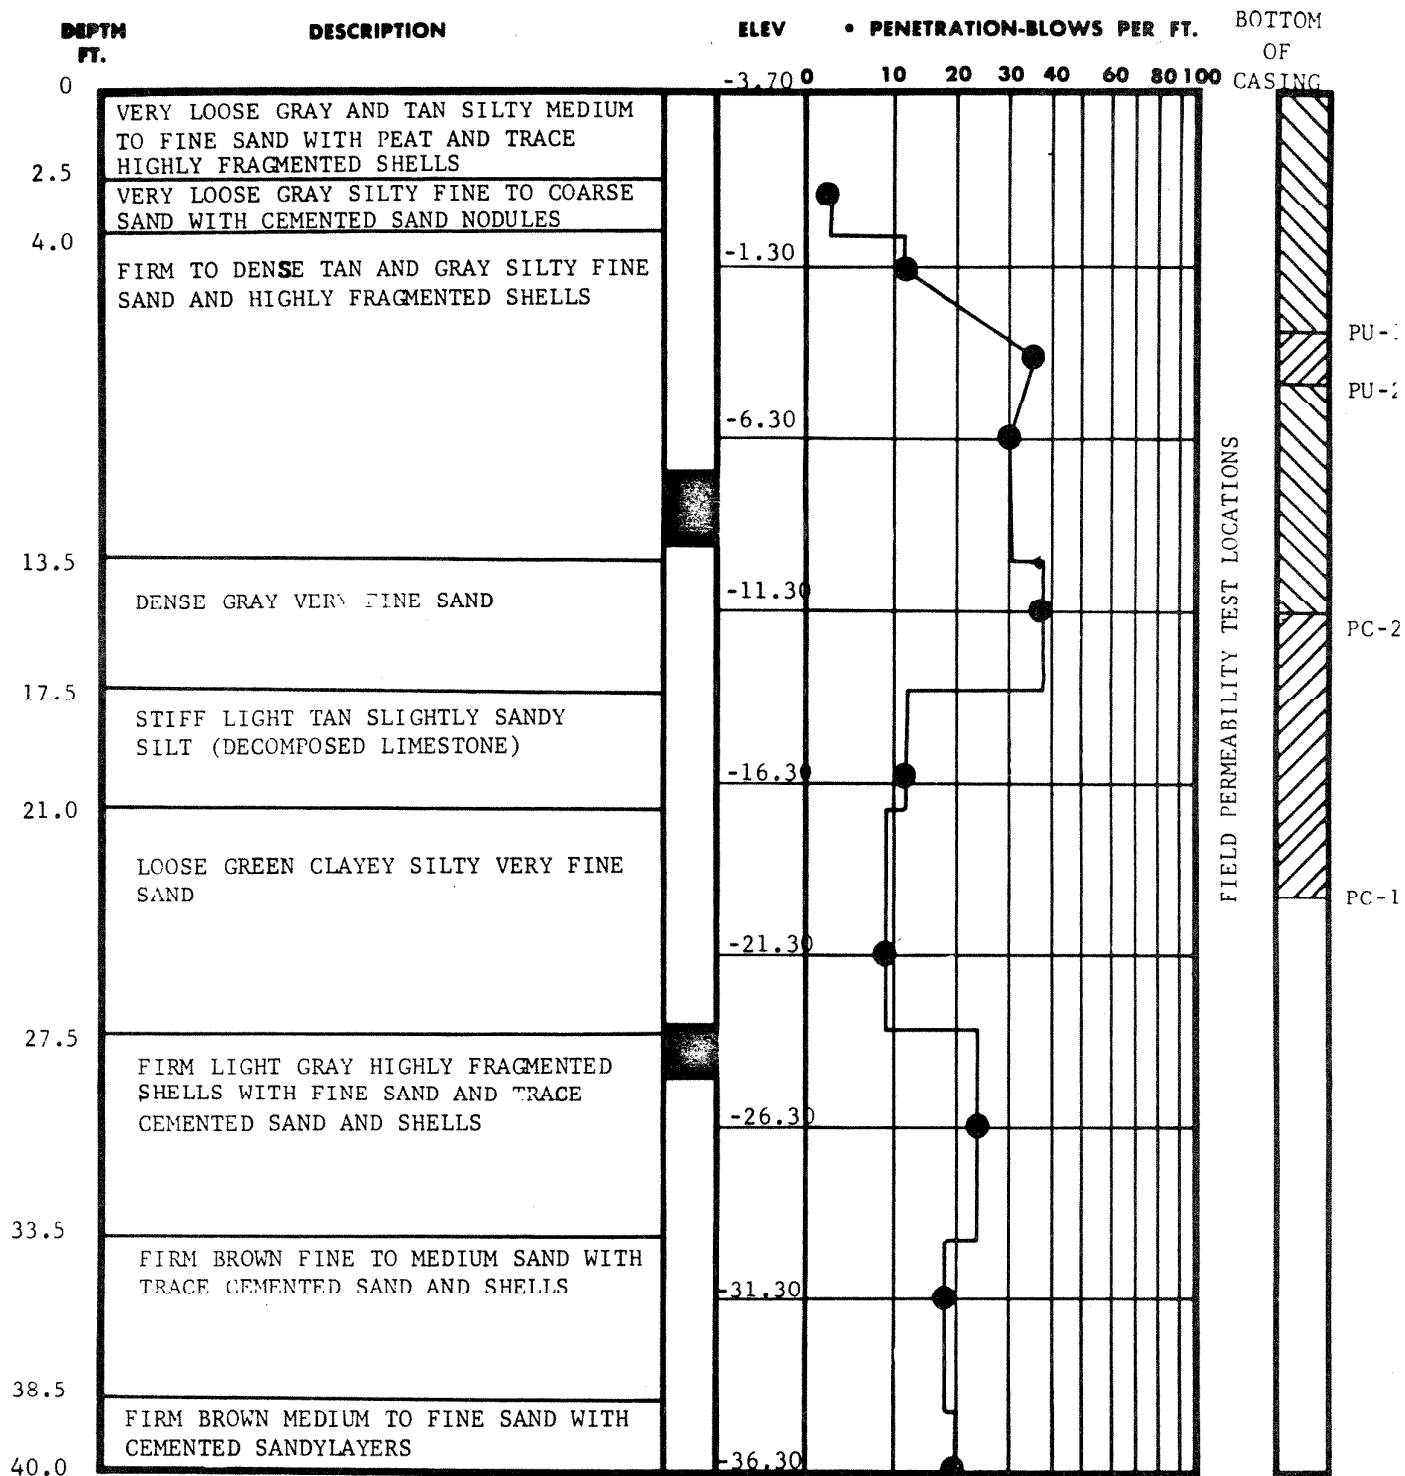 DEPTH FT.
DESCRIPTION
ELEV
• PENETRATION-BLOWS PER FT.
BOTTOM
OF
CASING
0
-3.70
0 10 20 30 40 60 80 100
VERY LOOSE GRAY AND TAN SILTY MEDIUM
TO FINE SAND WITH PEAT AND TRACE
HIGHLY FRAGMENTED SHELLS
2.5
VERY LOOSE GRAY SILTY FINE TO COARSE
SAND WITH CEMENTED SAND NODULES
4.0
FIRM TO DENSE TAN AND GRAY SILTY FINE
SAND AND HIGHLY FRAGMENTED SHELLS
-1.30
PU-1
PU-2
-6.30
13.5
DENSE GRAY VERY FINE SAND
-11.30
PC-2
FIELD PERMEABILITY TEST LOCATIONS
17.5
STIFF LIGHT TAN SLIGHTLY SANDY
SILT (DECOMPOSED LIMESTONE)
-16.30
21.0
LOOSE GREEN CLAYEY SILTY VERY FINE
SAND
PC-1
-21.30
27.5
FIRM LIGHT GRAY HIGHLY FRAGMENTED
SHELLS WITH FINE SAND AND TRACE
CEMENTED SAND AND SHELLS
-26.30
33.5
FIRM BROWN FINE TO MEDIUM SAND WITH
TRACE CEMENTED SAND AND SHELLS
-31.30
38.5
FIRM BROWN MEDIUM TO FINE SAND WITH
CEMENTED SANDYLAYERS
40.0
-36.30